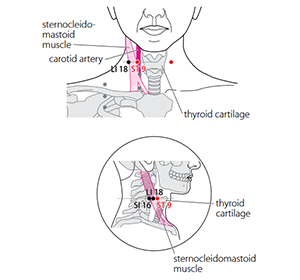 sternocleido-
mastoid
muscle
carotid artery
LI 18 ST 9
thyroid cartilage
LI 18
SI 16 ST 9
thyroid
cartilage
sternocleidomastoid
muscle